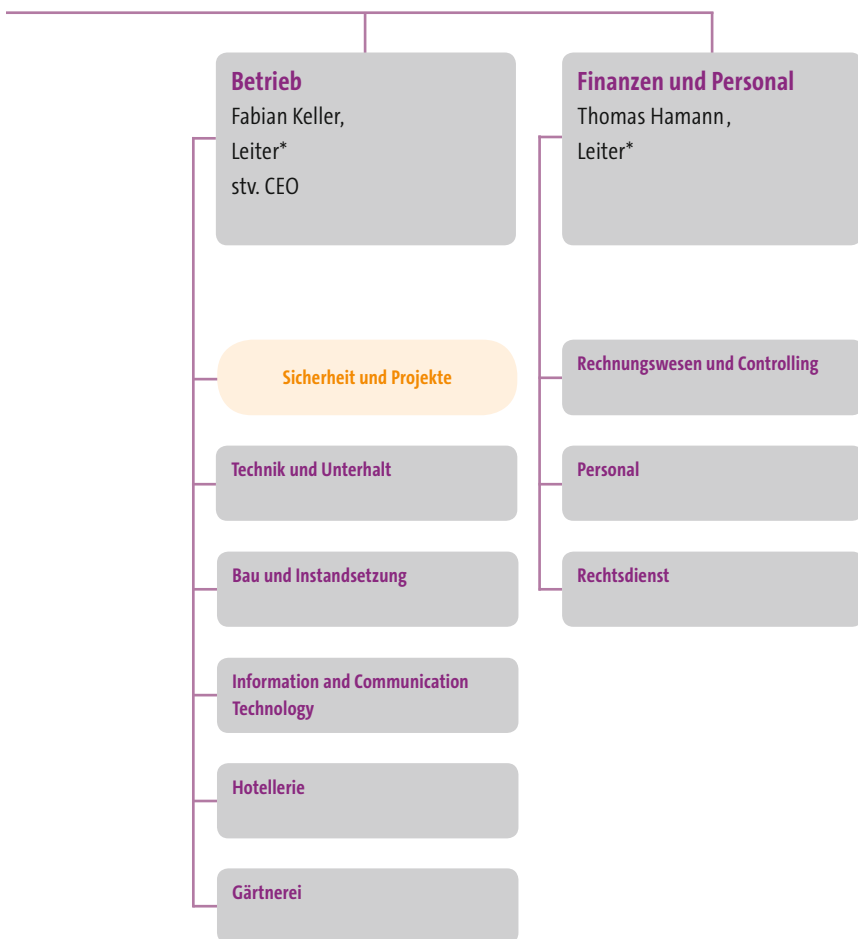 Betrieb
Fabian Keller,
Leiter*
stv. CEO
Sicherheit und Projekte
Technik und Unterhalt
Bau und Instandsetzung
Information and Communication
Technology
Hotellerie
Gärtnerei
Finanzen und Personal
Thomas Hamann,
Leiter*
Rechnungswesen und Controlling
Personal
Rechtsdienst